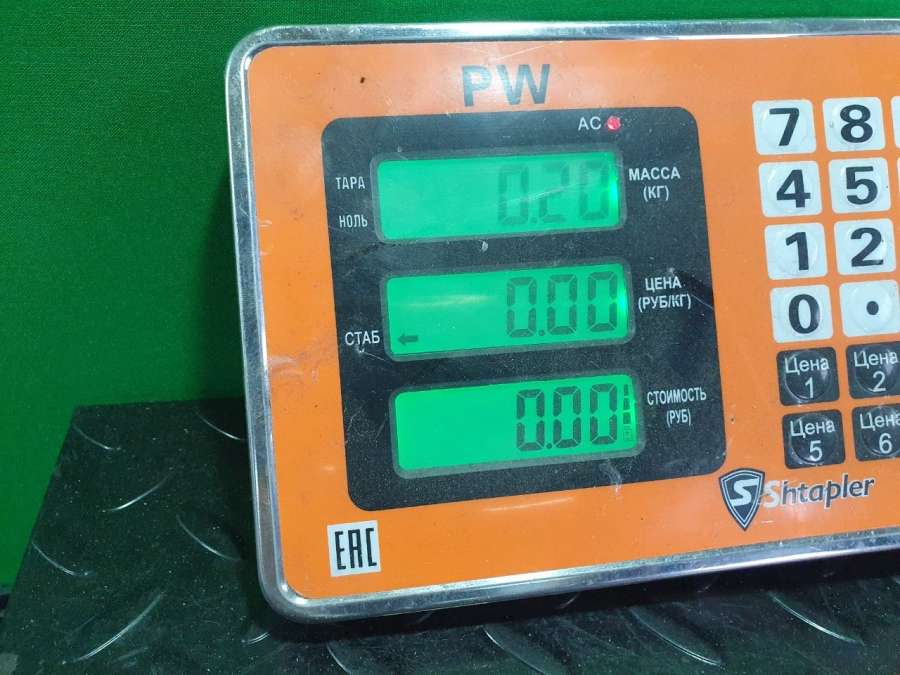 PW
AC
ТАРА
НОЛЬ
0.20
МАССА
(КГ)
СТАБ
0.00
ЦЕНА
(РУБ/КГ)
0.00
СТОИМОСТЬ
(РУБ)
7 8
4 5
1 2
0 .
Цена 1
Цена 2
Цена 5
Цена 6
S Shtapler
EAC